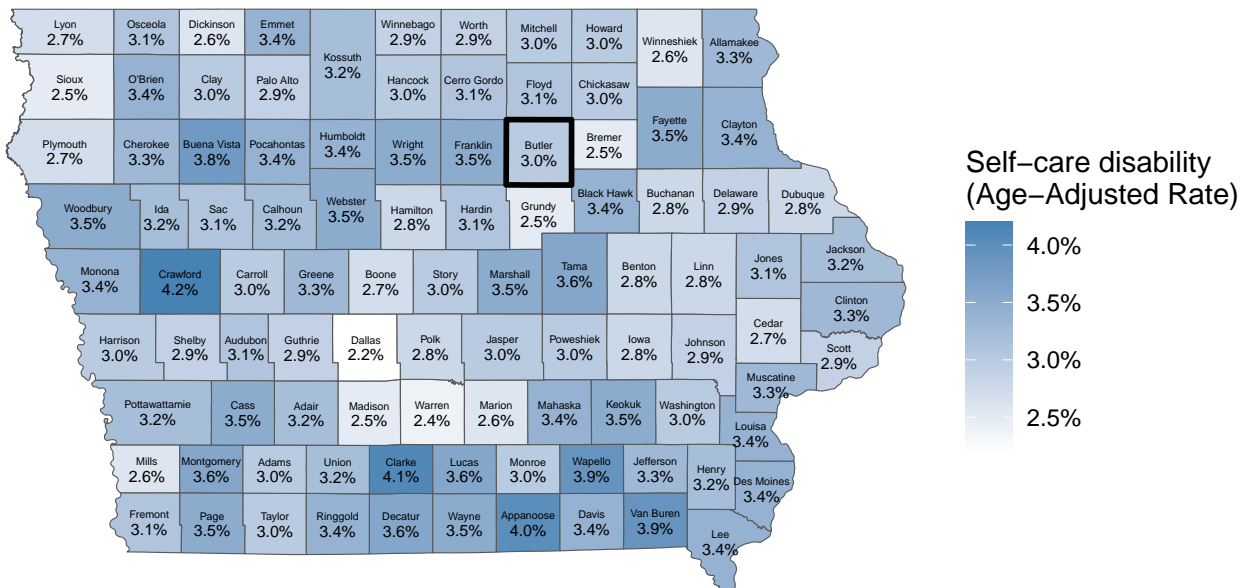 Lyon
2.7%
Osceola
3.1%
Dickinson
2.6%
Emmet
3.4%
Winnebago
2.9%
Worth
2.9%
Mitchell
3.0%
Howard
3.0%
Winneshiek
2.6%
Allamakee
3.3%
Kossuth
3.2%
Sioux
2.5%
O'Brien
3.4%
Clay
3.0%
Palo Alto
2.9%
Hancock
3.0%
Cerro Gordo
3.1%
Floyd
3.1%
Chickasaw
3.0%
Fayette
3.5%
Clayton
3.4%
Plymouth
2.7%
Cherokee
3.3%
Buena Vista
3.8%
Pocahontas
3.4%
Humboldt
3.4%
Wright
3.5%
Franklin
3.5%
Butler
3.0%
Bremer
2.5%
Woodbury
3.5%
Ida
3.2%
Sac
3.1%
Calhoun
3.2%
Webster
3.5%
Hamilton
2.8%
Hardin
3.1%
Grundy
2.5%
Black Hawk
3.4%
Buchanan
2.8%
Delaware
2.9%
Dubuque
2.8%
Monona
3.4%
Crawford
4.2%
Carroll
3.0%
Greene
3.3%
Boone
2.7%
Story
3.0%
Marshall
3.5%
Tama
3.6%
Benton
2.8%
Linn
2.8%
Jones
3.1%
Jackson
3.2%
Clinton
3.3%
Harrison
3.0%
Shelby
2.9%
Audubon
3.1%
Guthrie
2.9%
Dallas
2.2%
Polk
2.8%
Jasper
3.0%
Poweshiek
3.0%
Iowa
2.8%
Johnson
2.9%
Cedar
2.7%
Scott
2.9%
Muscatine
3.3%
Pottawattamie
3.2%
Cass
3.5%
Adair
3.2%
Madison
2.5%
Warren
2.4%
Marion
2.6%
Mahaska
3.4%
Keokuk
3.5%
Washington
3.0%
Louisa
3.4%
Mills
2.6%
Montgomery
3.6%
Adams
3.0%
Union
3.2%
Clarke
4.1%
Lucas
3.6%
Monroe
3.0%
Wapello
3.9%
Jefferson
3.3%
Henry
3.2%
Des Moines
3.4%
Fremont
3.1%
Page
3.5%
Taylor
3.0%
Ringgold
3.4%
Decatur
3.6%
Wayne
3.5%
Appanoose
4.0%
Davis
3.4%
Van Buren
3.9%
Lee
3.4%
Self−care disability
(Age−Adjusted Rate)
4.0%
3.5%
3.0%
2.5%